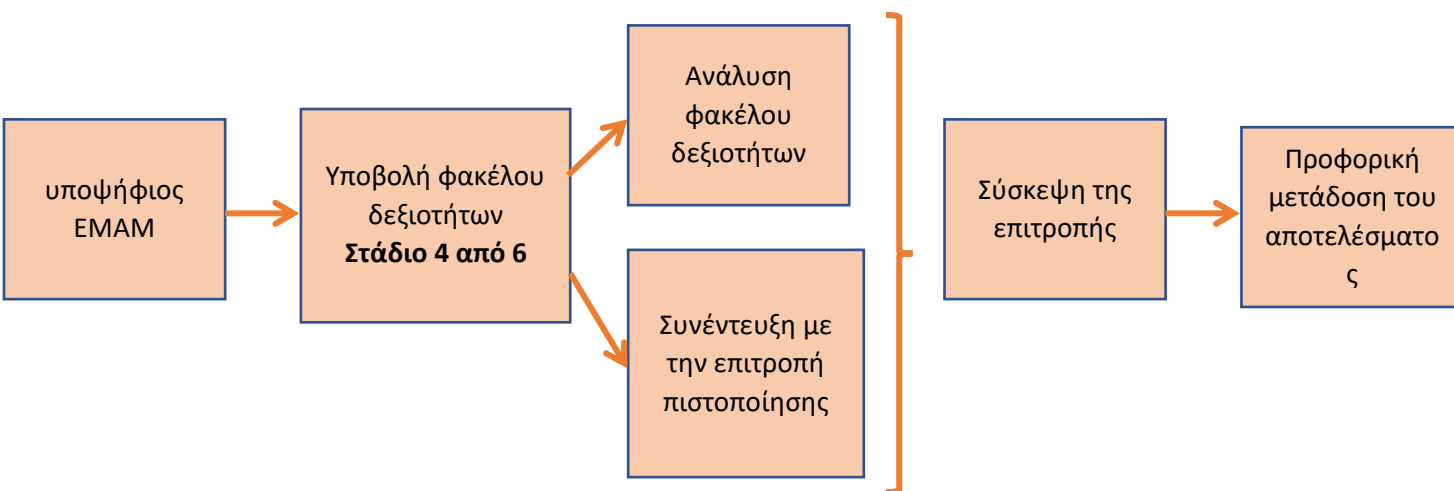 υποψήφιος
ΕΜΑΜ
Υποβολή φακέλου
δεξιοτήτων
Στάδιο 4 από 6
Ανάλυση
φακέλου
δεξιοτήτων
Συνέντευξη με
την επιτροπή
πιστοποίησης
Σύσκεψη της
επιτροπής
Προφορική
μετάδοση του
αποτελέσματο
ς